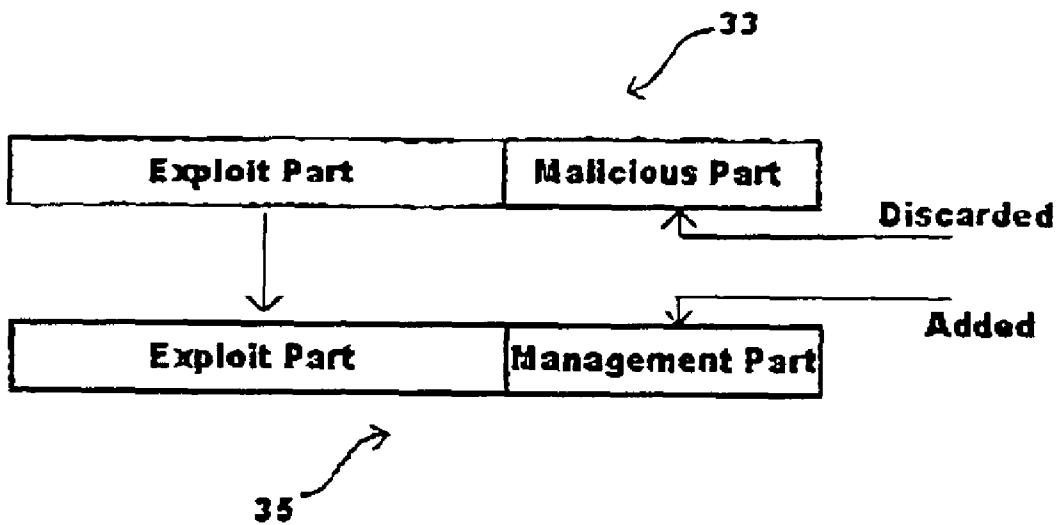 33
Exploit Part Malicious Part
Discarded
Added
Exploit Part Management Part
35